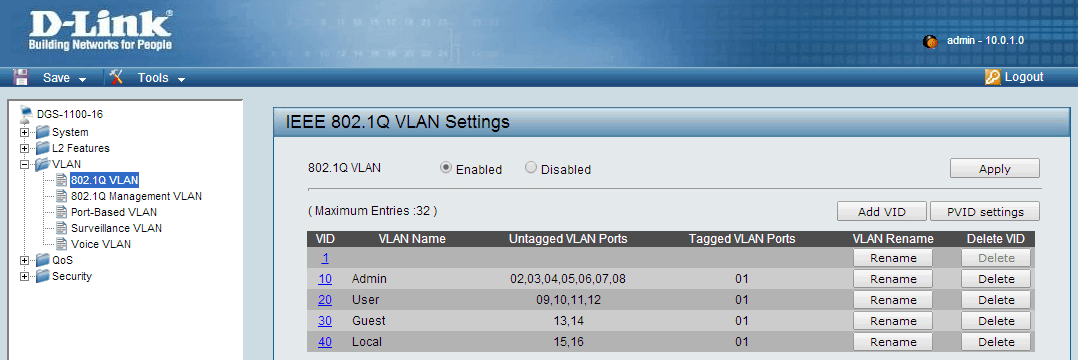 D-Link®
Building Networks for People
admin - 10.0.1.0
Save Tools Logout
DGS-1100-16
System
L2 Features
VLAN
802.1Q VLAN
802.1Q Management VLAN
Port-Based VLAN
Surveillance VLAN
Voice VLAN
QoS
Security
IEEE 802.1Q VLAN Settings
802.1Q VLAN Enabled Disabled Apply
( Maximum Entries :32 ) Add VID PVID settings
VID VLAN Name Untagged VLAN Ports Tagged VLAN Ports VLAN Rename Delete VID
1 Rename Delete
10 Admin 02,03,04,05,06,07,08 01 Rename Delete
20 User 09,10,11,12 01 Rename Delete
30 Guest 13,14 01 Rename Delete
40 Local 15,16 01 Rename Delete